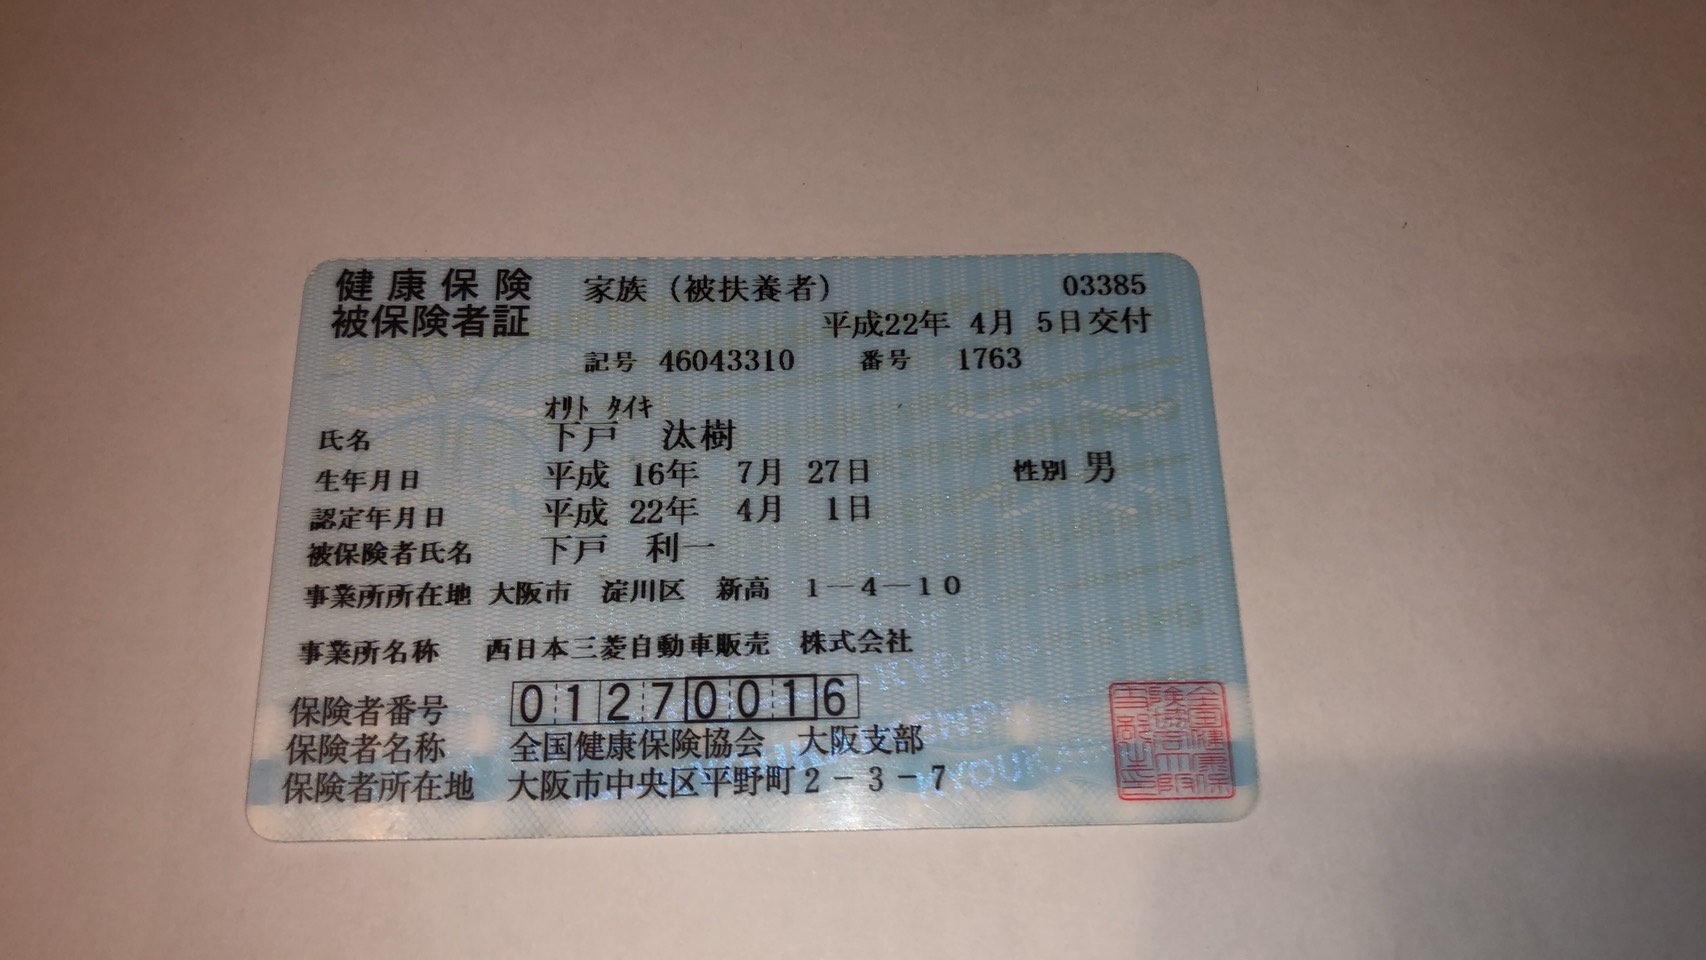 健康保険 家族（被扶養者） 03385
被保険者証 平成22年 4月 5日交付
記号 46043310 番号 1763
ｵﾘﾄ ﾀｲｷ
氏名 下戸 汰樹
生年月日 平成 16年 7月 27日 性別 男
認定年月日 平成 22年 4月 1日
被保険者氏名 下戸 利一
事業所所在地 大阪市 淀川区 新高 1－4－10
事業所名称 西日本三菱自動車販売 株式会社
保険者番号 01270016
保険者名称 全国健康保険協会 大阪支部
保険者所在地 大阪市中央区平野町2－3－7